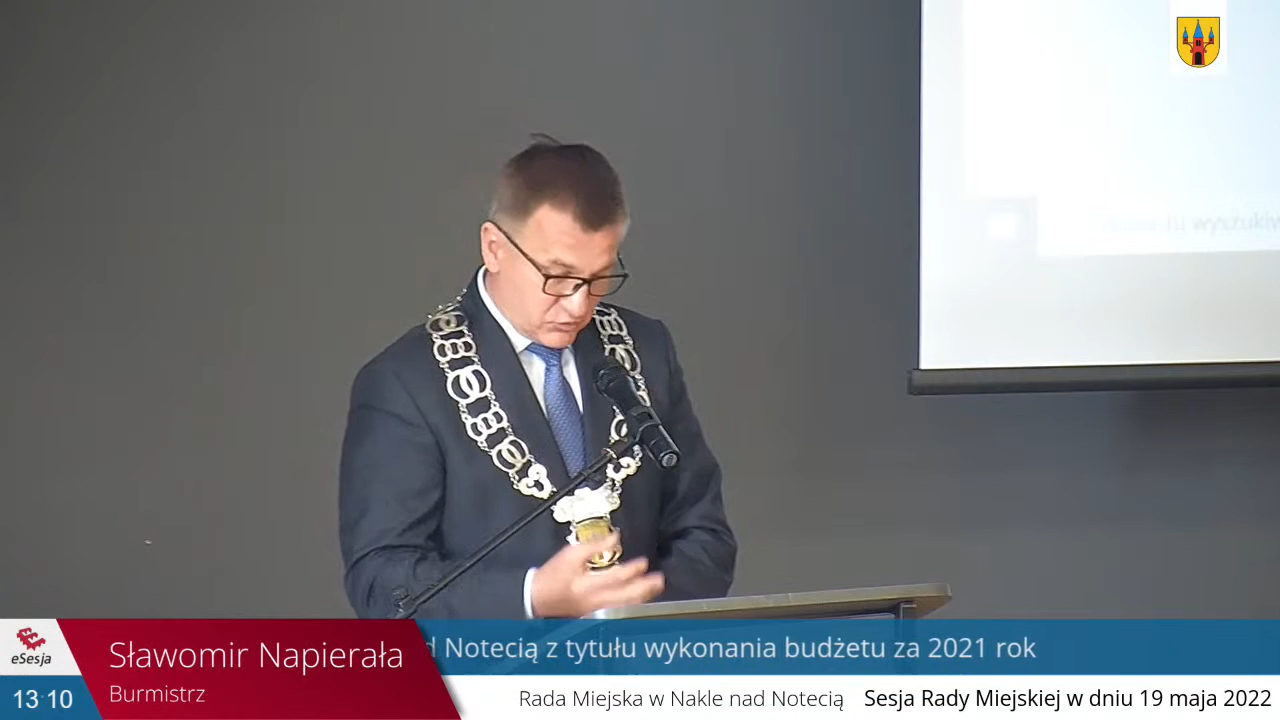 wyszukiw
d Notecią z tytułu wykonania budżetu za 2021 rok
eSesja
Sławomir Napierała
Burmistrz
13:10
Rada Miejska w Nakle nad Notecią
Sesja Rady Miejskiej w dniu 19 maja 2022